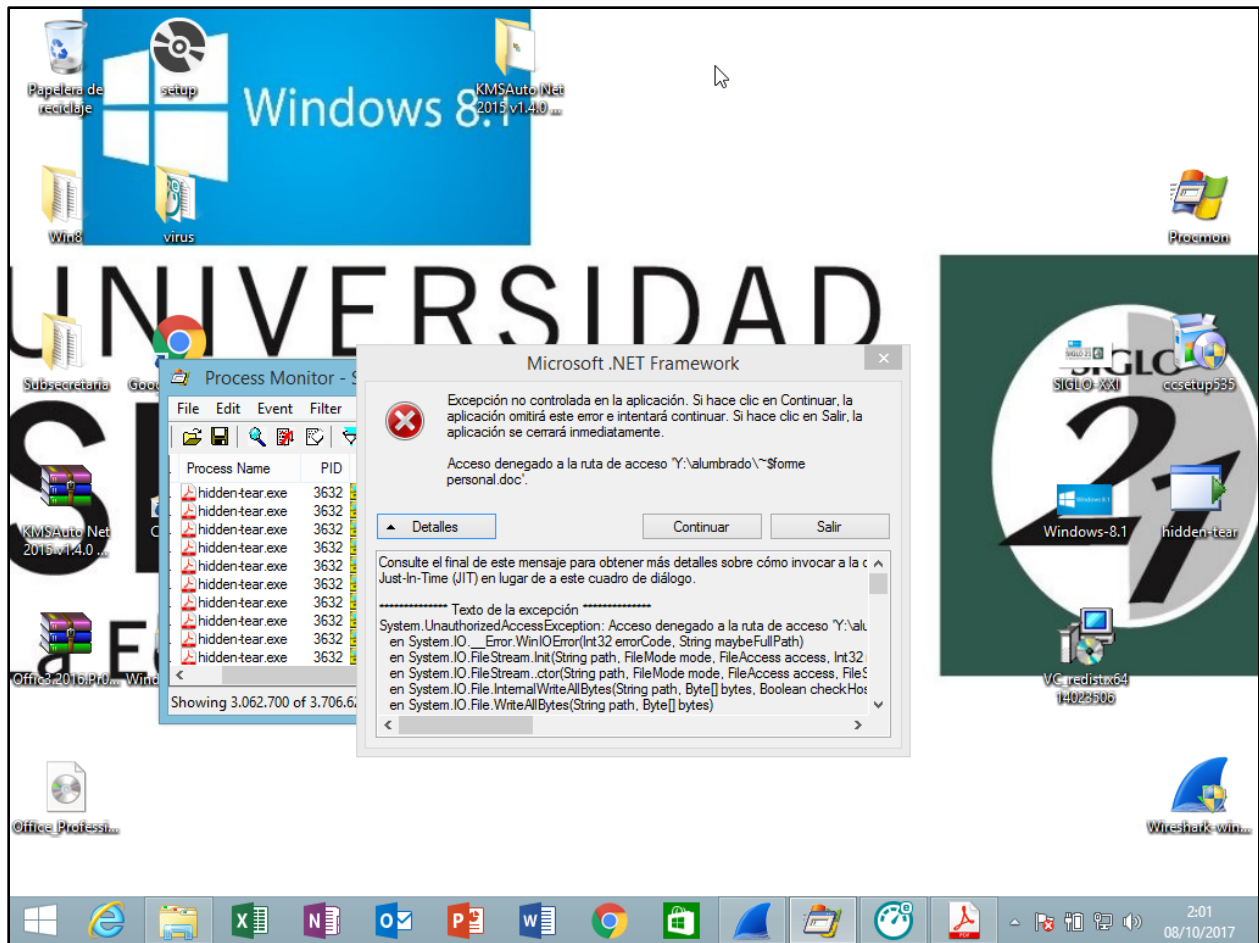 Papelera de
reciclaje
setup
KMSAuto Net
2015 v1.4.0 ...
Windows 8.1
Win8
virus
Procmon
UNIVERSIDAD
Subsecretaria
SIGLO
21
SIGLO-XXI
ccsetup535
Process Monitor - S
File Edit Event Filter
Process Name PID
hidden-tear.exe 3632
hidden-tear.exe 3632
hidden-tear.exe 3632
hidden-tear.exe 3632
hidden-tear.exe 3632
hidden-tear.exe 3632
hidden-tear.exe 3632
hidden-tear.exe 3632
hidden-tear.exe 3632
hidden-tear.exe 3632
Showing 3.062.700 of 3.706.62
Microsoft .NET Framework
Excepción no controlada en la aplicación. Si hace clic en Continuar, la
aplicación omitirá este error e intentará continuar. Si hace clic en Salir, la
aplicación se cerrará inmediatamente.
Acceso denegado a la ruta de acceso 'Y:\alumbrado\~$forme
personal.doc'.
Detalles
Continuar
Salir
Consulte el final de este mensaje para obtener más detalles sobre cómo invocar a la
Just-In-Time (JIT) en lugar de a este cuadro de diálogo.
************** Texto de la excepción **************
System.UnauthorizedAccessException: Acceso denegado a la ruta de acceso 'Y:\alu
en System.IO.__Error.WinIOError(Int32 errorCode, String maybeFullPath)
en System.IO.FileStream.Init(String path, FileMode mode, FileAccess access, Int32
en System.IO.FileStream..ctor(String path, FileMode mode, FileAccess access, FileS
en System.IO.File.InternalWriteAllBytes(String path, Byte[] bytes, Boolean checkHos
en System.IO.File.WriteAllBytes(String path, Byte[] bytes)
KMSAuto Net
2015 v1.4.0 ...
Windows-8.1
hidden-tear
VC_redist.x64
14023506
Office_Professi...
Wireshark-win...
2:01
08/10/2017